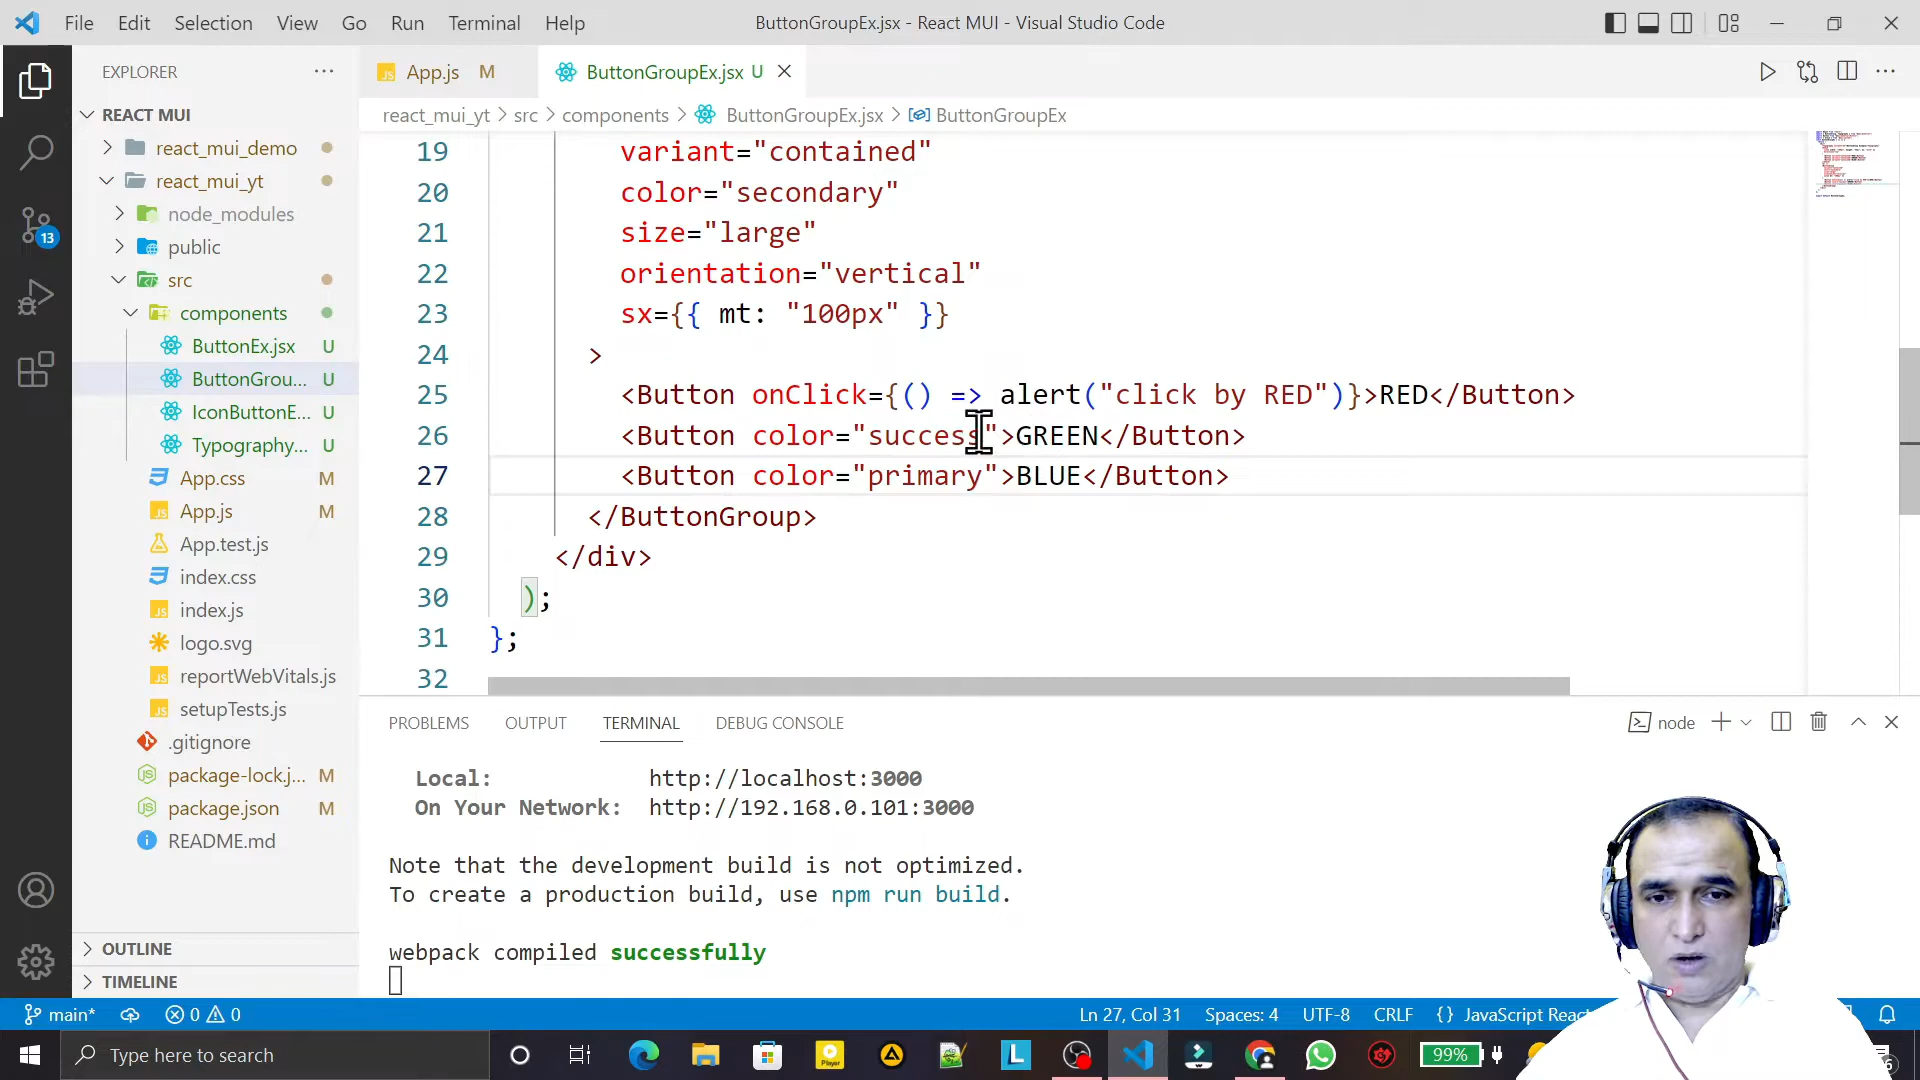 File Edit Selection View Go Run Terminal Help
ButtonGroupEx.jsx - React MUI - Visual Studio Code
EXPLORER ...
REACT MUI
react_mui_demo
react_mui_yt
node_modules
public
src
components
ButtonEx.jsx U
ButtonGrou... U
IconButtonE... U
Typography... U
App.css M
App.js M
App.test.js
index.css
index.js
logo.svg
reportWebVitals.js
setupTests.js
.gitignore
package-lock.j... M
package.json M
README.md
OUTLINE
TIMELINE
13
App.js M
ButtonGroupEx.jsx U
react_mui_yt > src > components > ButtonGroupEx.jsx > ButtonGroupEx
19 variant="contained"
20 color="secondary"
21 size="large"
22 orientation="vertical"
23 sx={{ mt: "100px" }}
24 >
25 <Button onClick={() => alert("click by RED")}>RED</Button>
26 <Button color="success">GREEN</Button>
27 <Button color="primary">BLUE</Button>
28 </ButtonGroup>
29 </div>
30 );
31 };
32
PROBLEMS OUTPUT TERMINAL DEBUG CONSOLE
node
Local: http://localhost:3000
On Your Network: http://192.168.0.101:3000
Note that the development build is not optimized.
To create a production build, use npm run build.
webpack compiled successfully
main* 0 0
Ln 27, Col 31 Spaces: 4 UTF-8 CRLF {} JavaScript Reac
Type here to search
99%